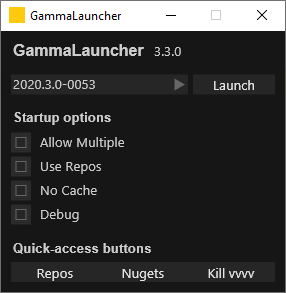 GammaLauncher
GammaLauncher 3.3.0
2020.3.0-0053 Launch
Startup options
Allow Multiple
Use Repos
No Cache
Debug
Quick-access buttons
Repos Nugets Kill vvvv